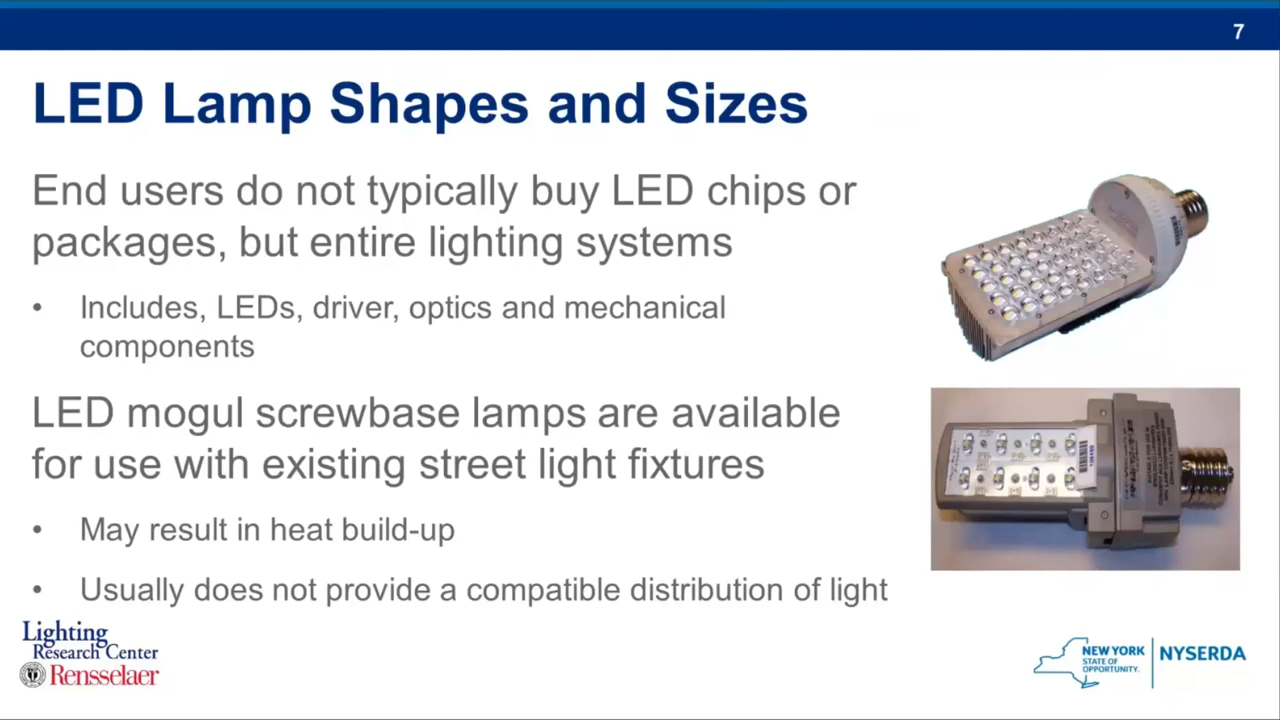 7
LED Lamp Shapes and Sizes
End users do not typically buy LED chips or
packages, but entire lighting systems
• Includes, LEDs, driver, optics and mechanical
components
LED mogul screwbase lamps are available
for use with existing street light fixtures
• May result in heat build-up
• Usually does not provide a compatible distribution of light
Lighting
Research Center
Rensselaer
NEW YORK
STATE OF
OPPORTUNITY.
NYSERDA